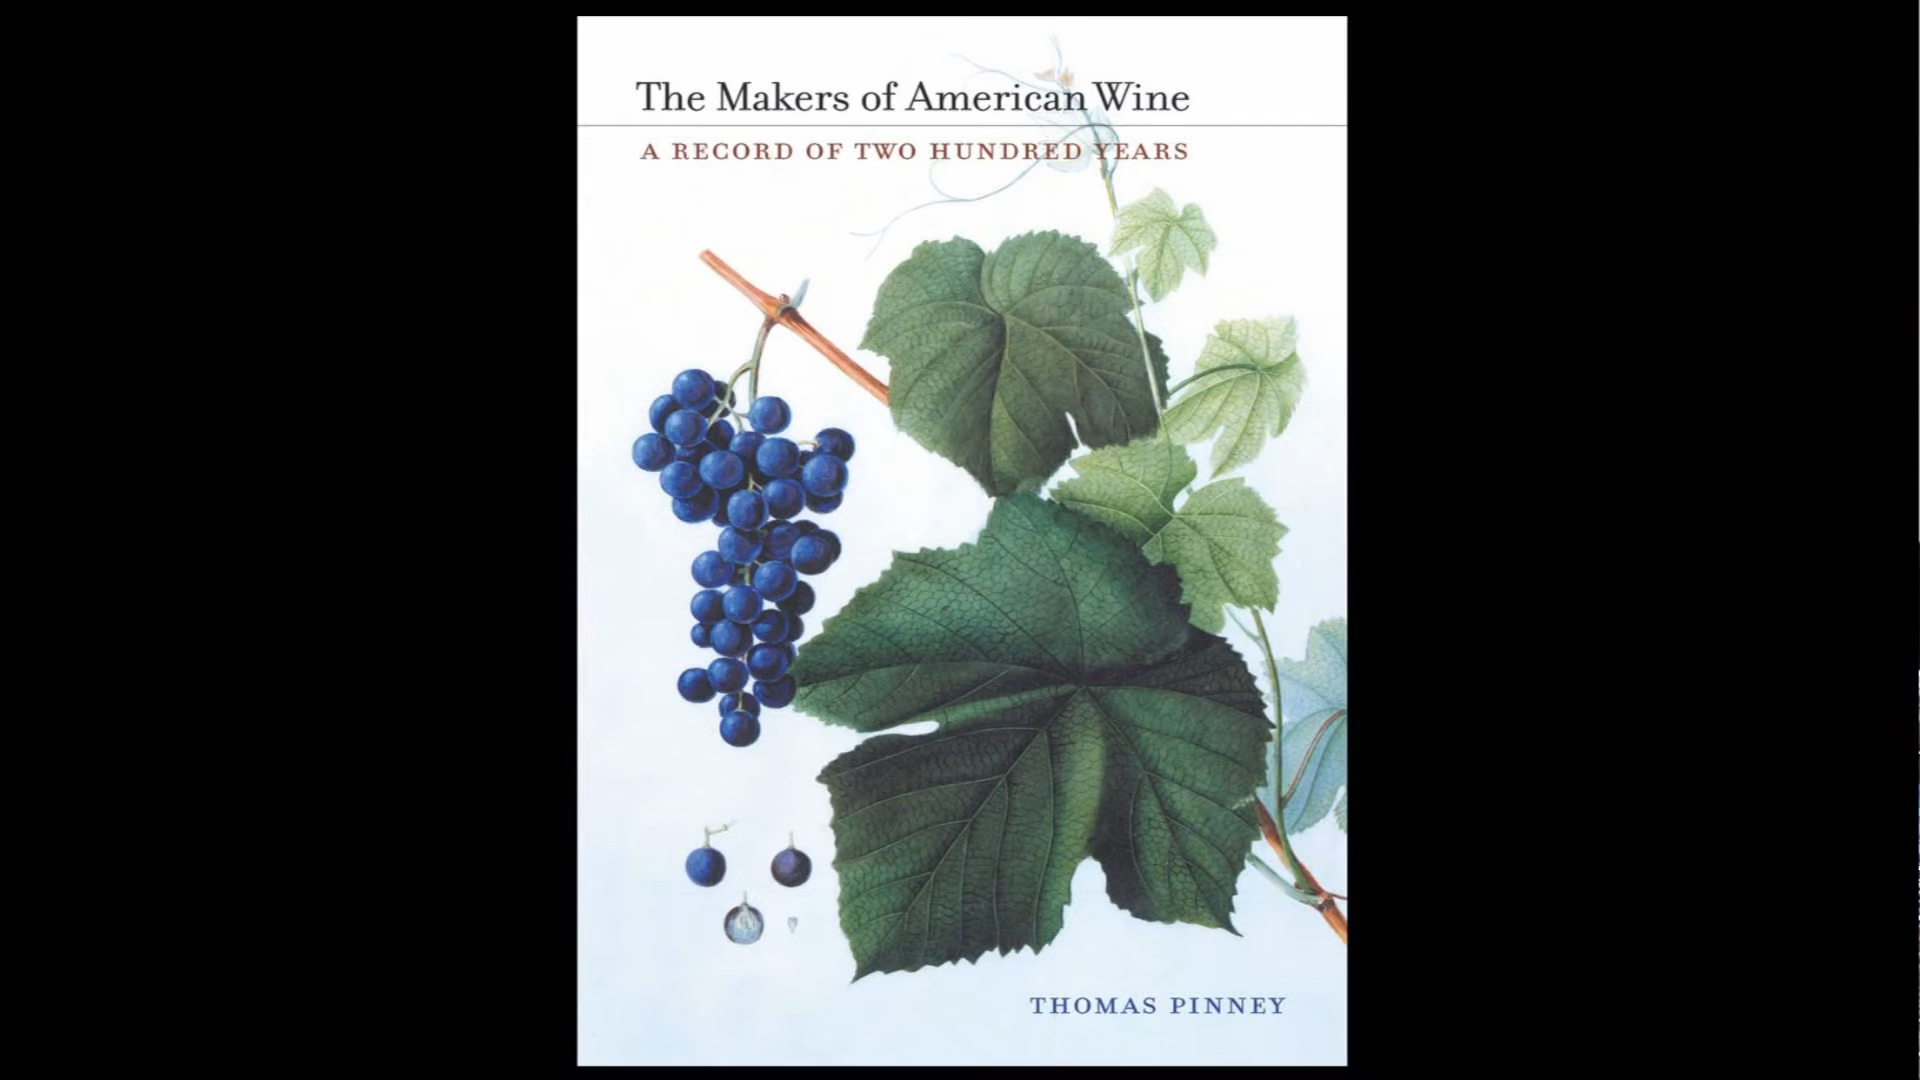 The Makers of American Wine
A RECORD OF TWO HUNDRED YEARS
THOMAS PINNEY